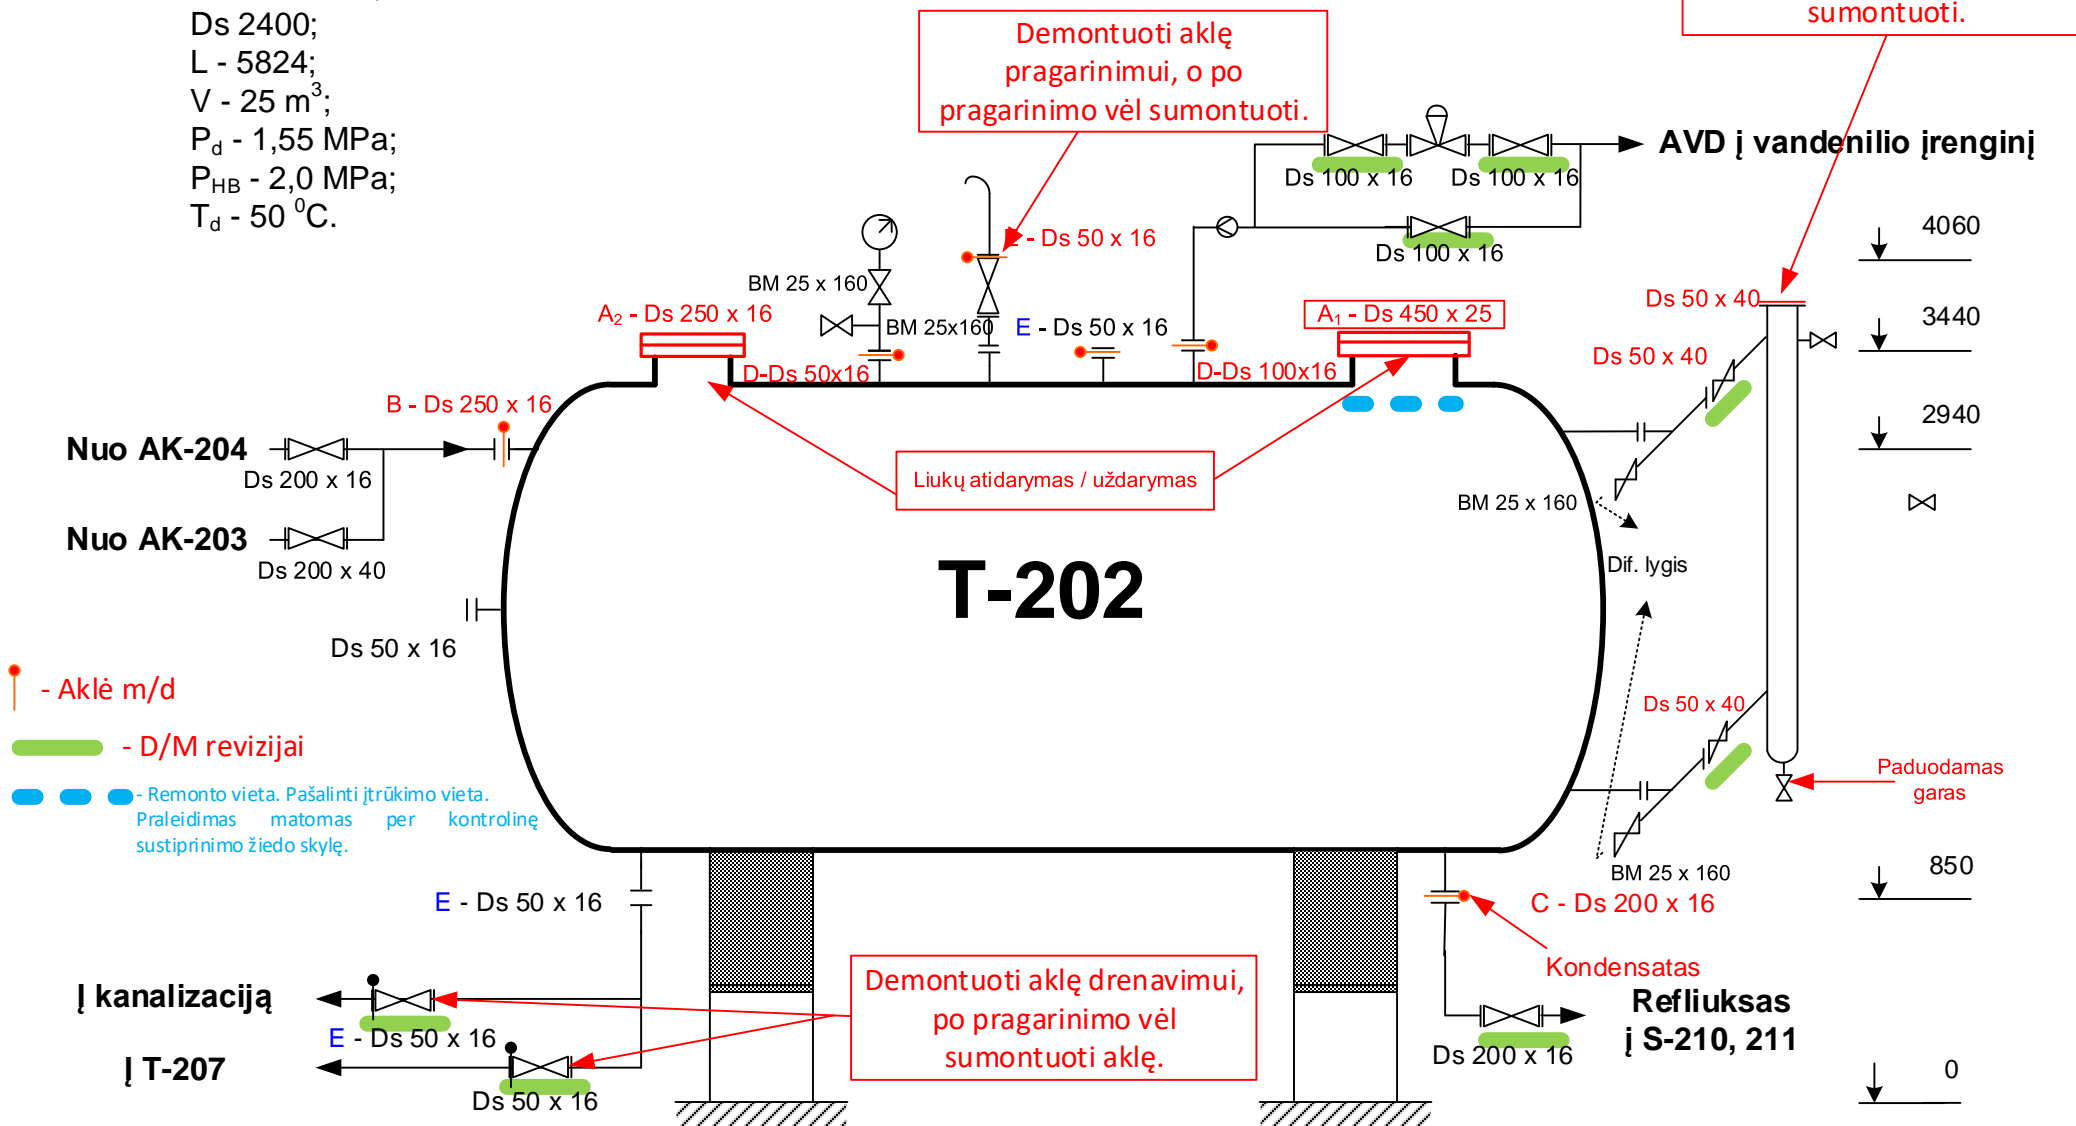 Ds 2400;
L - 5824;
V - 25 m³;
Pd - 1,55 MPa;
PHB - 2,0 MPa;
Td - 50 ⁰C.
Demontuoti aklę
pragarinimui, o po
pragarinimo vėl sumontuoti.
sumontuoti.
AVD į vandenilio įrenginį
Ds 100 x 16
Ds 100 x 16
Ds 100 x 16
- Ds 50 x 16
BM 25 x 160
BM 25x160
A2 - Ds 250 x 16
E - Ds 50 x 16
A1 - Ds 450 x 25
D-Ds 50x16
D-Ds 100x16
Ds 50 x 40
Ds 50 x 40
4060
3440
2940
B - Ds 250 x 16
Nuo AK-204
Ds 200 x 16
Nuo AK-203
Ds 200 x 40
Liukų atidarymas / uždarymas
BM 25 x 160
Dif. lygis
T-202
Ds 50 x 16
- Aklė m/d
- D/M revizijai
- Remonto vieta. Pašalinti įtrūkimo vieta.
Praleidimas matomas per kontrolinę
sustiprinimo žiedo skylę.
Ds 50 x 40
Paduodamas
garas
BM 25 x 160
850
E - Ds 50 x 16
C - Ds 200 x 16
Kondensatas
Į kanalizaciją
E - Ds 50 x 16
Į T-207
Ds 50 x 16
Demontuoti aklę drenavimui,
po pragarinimo vėl
sumontuoti aklę.
Refliuksas
į S-210, 211
Ds 200 x 16
0